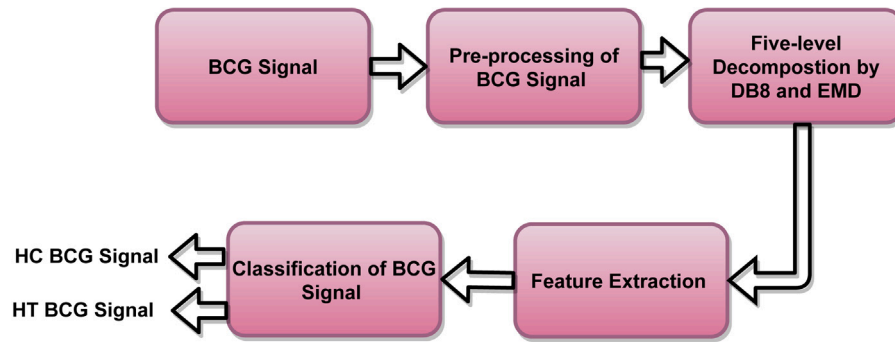 BCG Signal
Pre-processing of
BCG Signal
Five-level
Decompostion by
DB8 and EMD
Feature Extraction
Classification of BCG
Signal
HC BCG Signal
HT BCG Signal